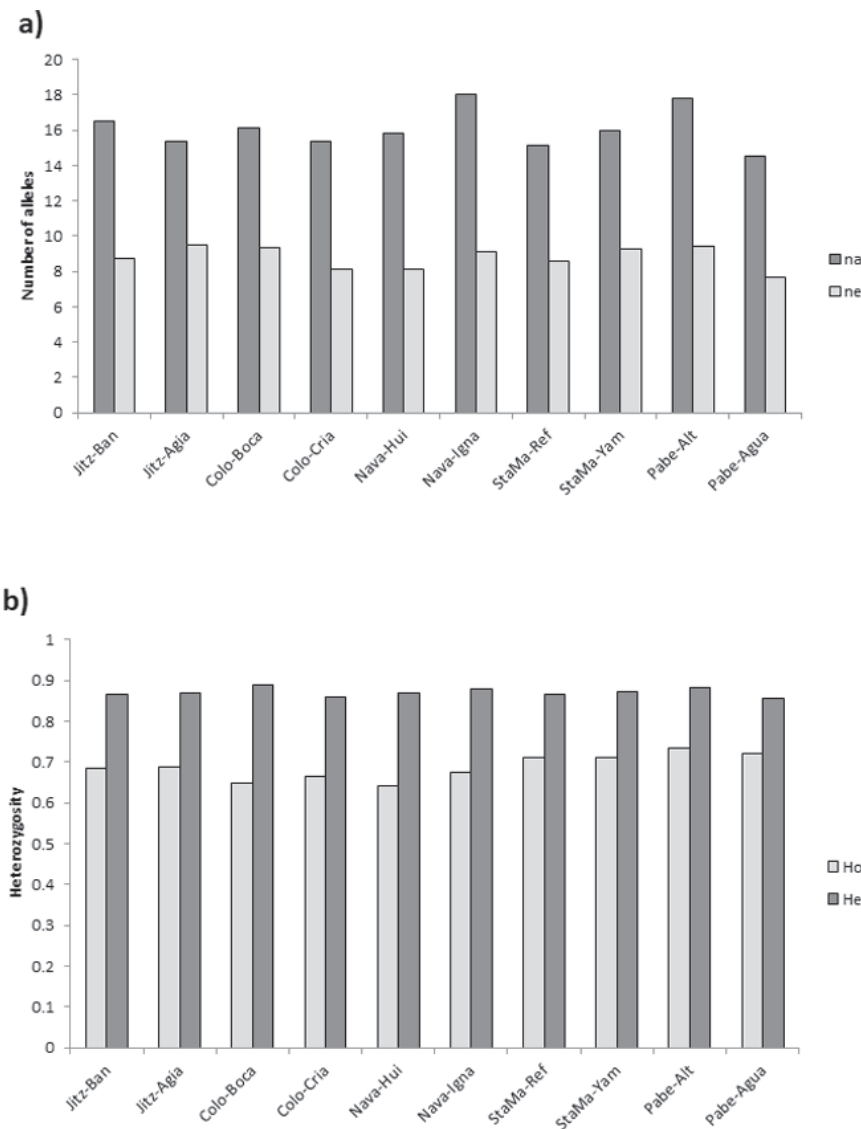 a)
20
18
16
14
12
10
8
6
4
2
0
Number of alleles
na
ne
Jitz-Ban
Jitz-Agia
Colo-Boca
Colo-Cria
Nava-Hui
Nava-Igna
StaMa-Ref
StaMa-Yam
Pabe-Alt
Pabe-Agua
b)
1
0.9
0.8
0.7
0.6
0.5
0.4
0.3
0.2
0.1
0
Heterozygosity
Ho
He
Jitz-Ban
Jitz-Agia
Colo-Boca
Colo-Cria
Nava-Hui
Nava-Igna
StaMa-Ref
StaMa-Yam
Pabe-Alt
Pabe-Agua